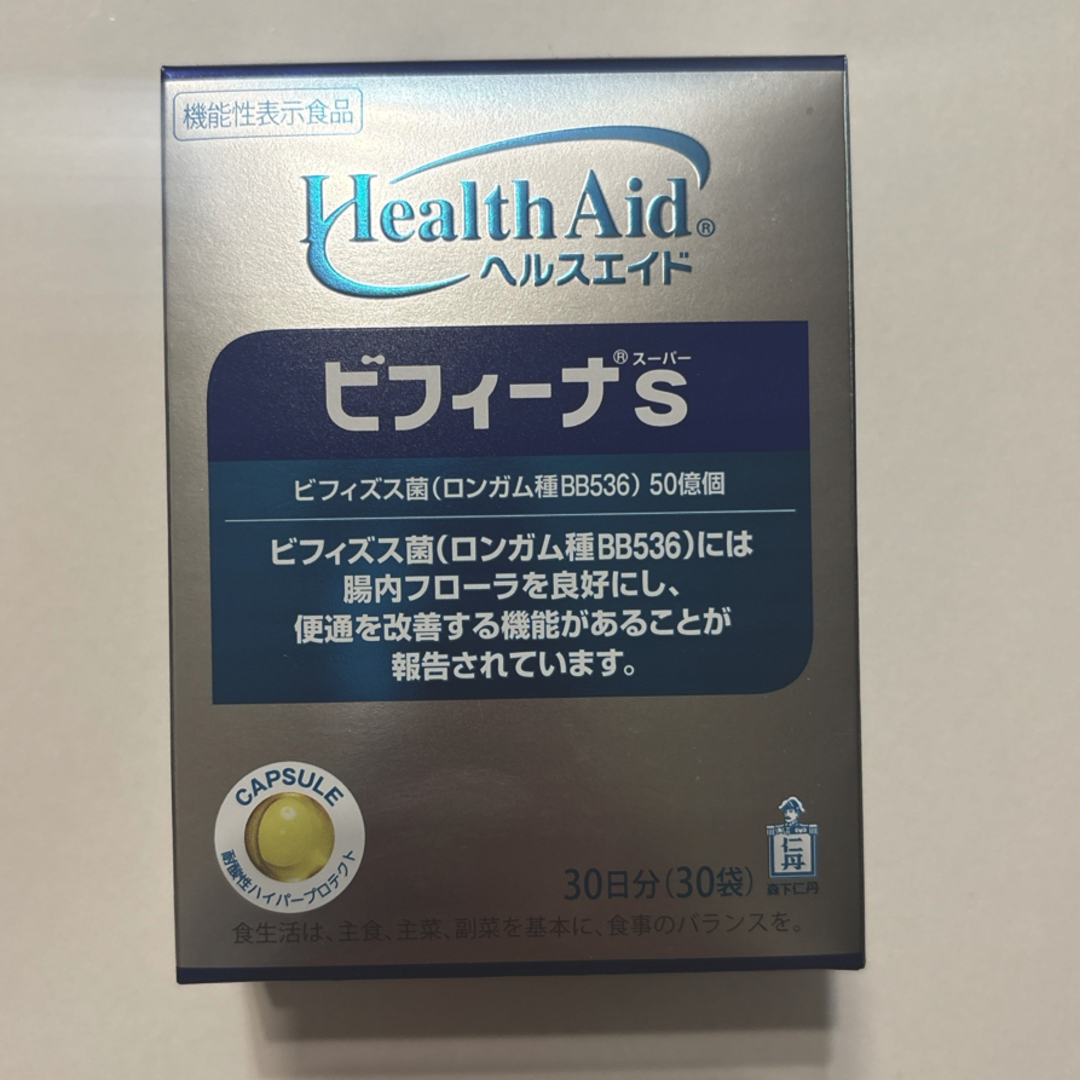 機能性表示食品
Health Aid®
ヘルスエイド
ビフィーナ®S
スーパー
ビフィズス菌(ロンガム種BB536) 50億個
ビフィズス菌(ロンガム種BB536)には
腸内フローラを良好にし、
便通を改善する機能があることが
報告されています。
CAPSULE
耐酸性ハイパープロテクト
仁丹
森下仁丹
30日分(30袋)
食生活は、主食、主菜、副菜を基本に、食事のバランスを。